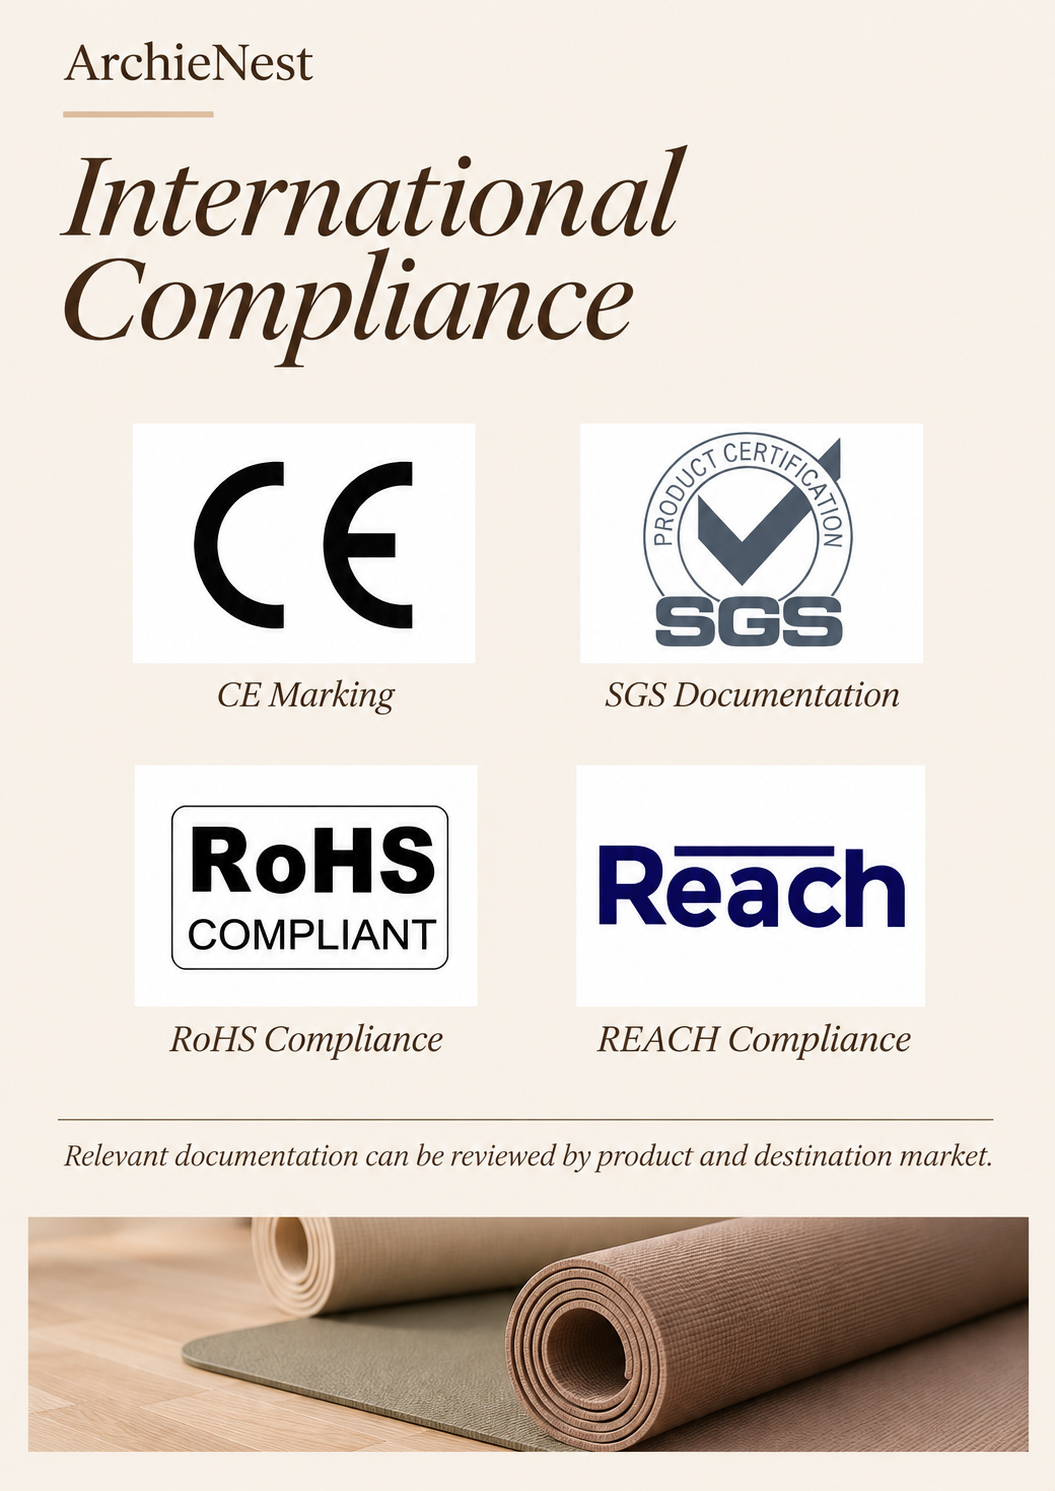 ArchieNest
International
Compliance
CE
PRODUCT CERTIFICATION
SGS
CE Marking
SGS Documentation
RoHS
COMPLIANT
Reach
RoHS Compliance
REACH Compliance
Relevant documentation can be reviewed by product and destination market.